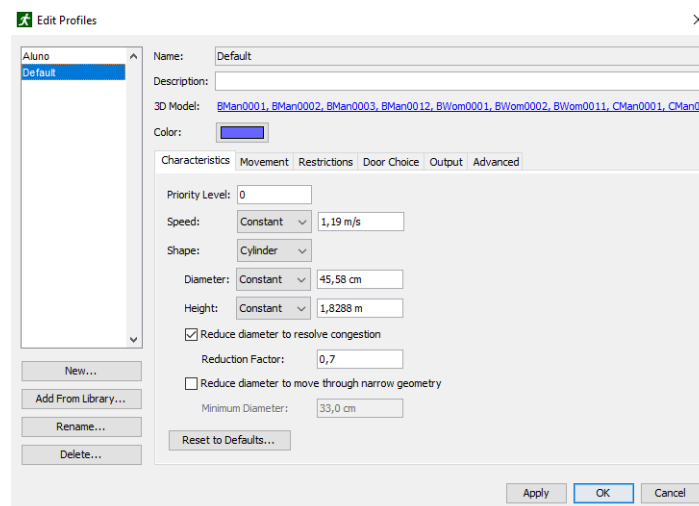 Edit Profiles
Aluno
Default
New...
Add From Library...
Rename...
Delete...
Name: Default
Description:
3D Model: BMan0001, BMan0002, BMan0003, BMan0012, BWom0001, BWom0002, BWom0011, CMan0001, CMan0
Color:
Characteristics Movement Restrictions Door Choice Output Advanced
Priority Level: 0
Speed: Constant 1,19 m/s
Shape: Cylinder
Diameter: Constant 45,58 cm
Height: Constant 1,8288 m
Reduce diameter to resolve congestion
Reduction Factor: 0,7
Reduce diameter to move through narrow geometry
Minimum Diameter: 33,0 cm
Reset to Defaults...
Apply OK Cancel